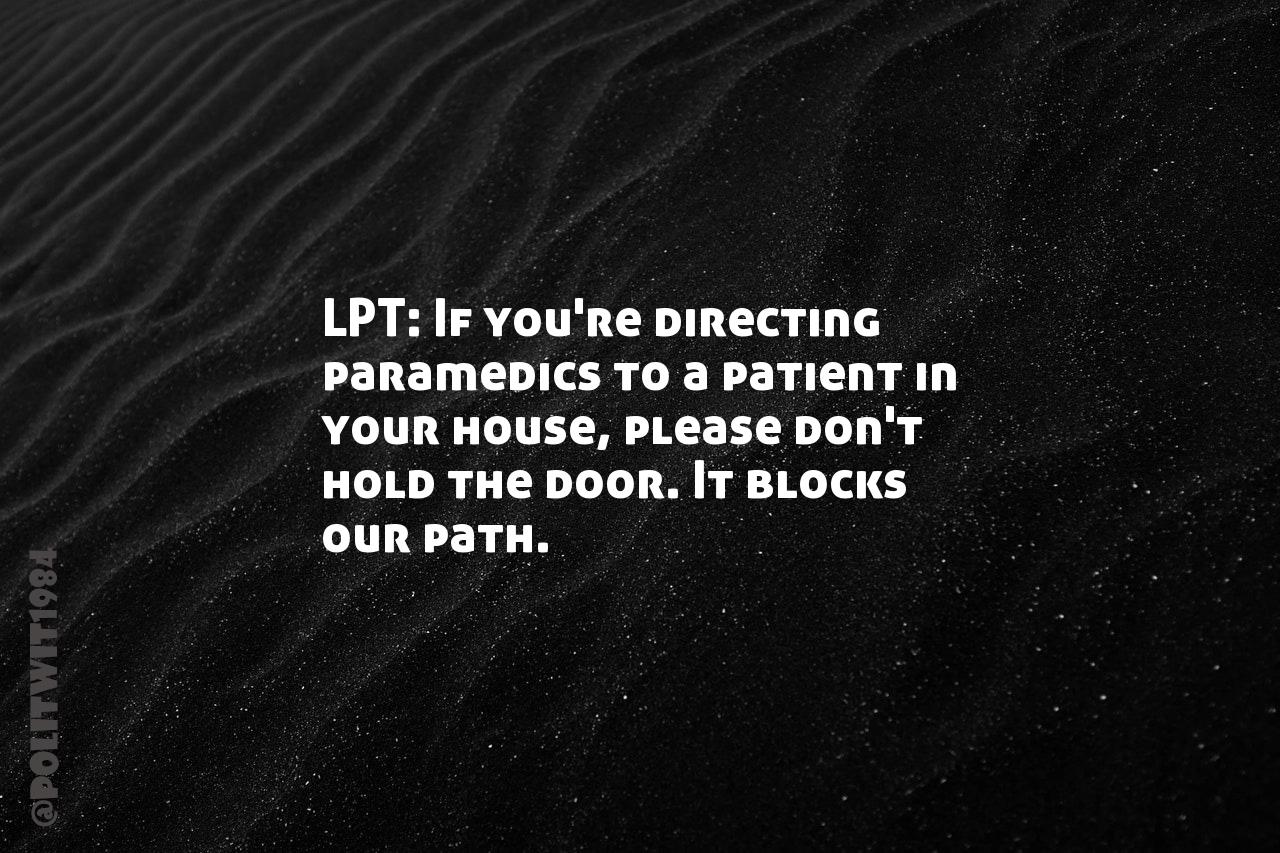 LPT: If you're directing
paramedics to a patient in
your house, please don't
hold the door. It blocks
our path.
@politwit1984